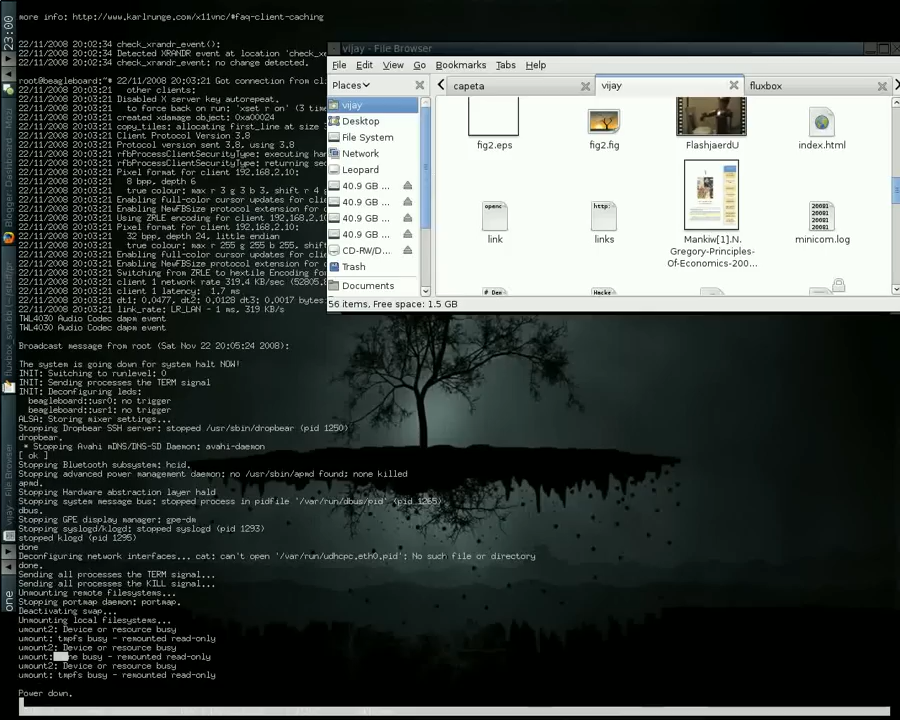 more info: http://www.karlrunge.com/x11vnc/#faq-client-caching
22/11/2008 20:02:34 check_xrandr_event():
22/11/2008 20:02:34 Detected XRANDR event at location 'check_
22/11/2008 20:02:34 check_xrandr_event: no change detected.
root@beagleboard:~# 22/11/2008 20:03:21 Got connection from cl
22/11/2008 20:03:21   other clients:
22/11/2008 20:03:21 Disabled X server key autorepeat.
22/11/2008 20:03:21   to force back on run: 'xset r on' (3 time
22/11/2008 20:03:21 created xdamage object: 0xa00024
22/11/2008 20:03:21 copy_tiles: allocating first_line at size
22/11/2008 20:03:21 Client Protocol Version 3.8
22/11/2008 20:03:21 Protocol version sent 3.8, using 3.8
22/11/2008 20:03:21 rfbProcessClientSecurityType: executing han
22/11/2008 20:03:21 rfbProcessClientSecurityType: returning sec
22/11/2008 20:03:21 Pixel format for client 192.168.2.10:
22/11/2008 20:03:21   8 bpp, depth 6
22/11/2008 20:03:21   true colour: max r 3 g 3 b 3, shift r 4 g
22/11/2008 20:03:21 Enabling full-color cursor updates for cli
22/11/2008 20:03:21 Enabling NewFBSize protocol extension for c
22/11/2008 20:03:21 Using ZRLE encoding for client 192.168.2.10
22/11/2008 20:03:21 Pixel format for client 192.168.2.10:
22/11/2008 20:03:21   32 bpp, depth 24, little endian
22/11/2008 20:03:21   true colour: max r 255 g 255 b 255, shif
22/11/2008 20:03:21 Enabling full-color cursor updates for cli
22/11/2008 20:03:21 Enabling NewFBSize protocol extension for c
22/11/2008 20:03:21 Switching from ZRLE to hextile Encoding for
22/11/2008 20:03:21 client 1 network rate 319.4 KB/sec (52805.8
22/11/2008 20:03:21 client 1 latency:  1.7 ms
22/11/2008 20:03:21 dt1: 0.0477, dt2: 0.0128 dt3: 0.0017 bytes:
22/11/2008 20:03:21 link_rate: LR_LAN - 1 ms, 319 KB/s
TWL4030 Audio Codec dapm event
TWL4030 Audio Codec dapm event
Broadcast message from root (Sat Nov 22 20:05:24 2008):
The system is going down for system halt NOW!
INIT: Switching to runlevel: 0
INIT: Sending processes the TERM signal
INIT: Deconfiguring leds:
beagleboard::usr0: no trigger
beagleboard::usr1: no trigger
ALSA: Storing mixer settings...
Stopping Dropbear SSH server: stopped /usr/sbin/dropbear (pid 1250)
dropbear.
* Stopping Avahi mDNS/DNS-SD Daemon: avahi-daemon
[ ok ]
Stopping Bluetooth subsystem: hcid.
Stopping advanced power management daemon: no /usr/sbin/apmd found; none killed
apmd.
Stopping Hardware abstraction layer hald
Stopping system message bus: stopped process in pidfile '/var/run/dbus/pid' (pid 1265)
dbus.
Stopping GPE display manager: gpe-dm
Stopping syslogd/klogd: stopped syslogd (pid 1293)
stopped klogd (pid 1295)
done
Deconfiguring network interfaces... cat: can't open '/var/run/udhcpc.eth0.pid': No such file or directory
done.
Sending all processes the TERM signal...
Sending all processes the KILL signal...
Unmounting remote filesystems...
Stopping portmap daemon: portmap.
Deactivating swap...
Unmounting local filesystems...
umount2: Device or resource busy
umount: tmpfs busy - remounted read-only
umount2: Device or resource busy
umount: ne busy - remounted read-only
umount2: Device or resource busy
umount: tmpfs busy - remounted read-only
Power down.
vijay - File Browser
File Edit View Go Bookmarks Tabs Help
Places
capeta
vijay
fluxbox
vijay
Desktop
File System
Network
Leopard
40.9 GB ...
40.9 GB ...
40.9 GB ...
40.9 GB ...
CD-RW/D...
Trash
Documents
fig2.eps
fig2.fig
FlashjaerdU
index.html
openc
link
http:
links
Mankiw[1].N.
Gregory-Principles-
Of-Economics-200...
20081
20081
minicom.log
# Den
56 items, Free space: 1.5 GB
23:00
Blogger: Dashboard
vijay - File Browser
one